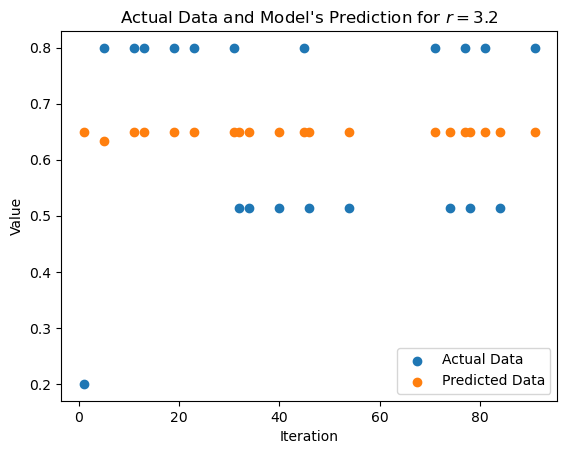 Actual Data and Model's Prediction for r = 3.2
0.8
0.7
0.6
0.5
0.4
0.3
0.2
Value
0
20
40
60
80
Iteration
Actual Data
Predicted Data